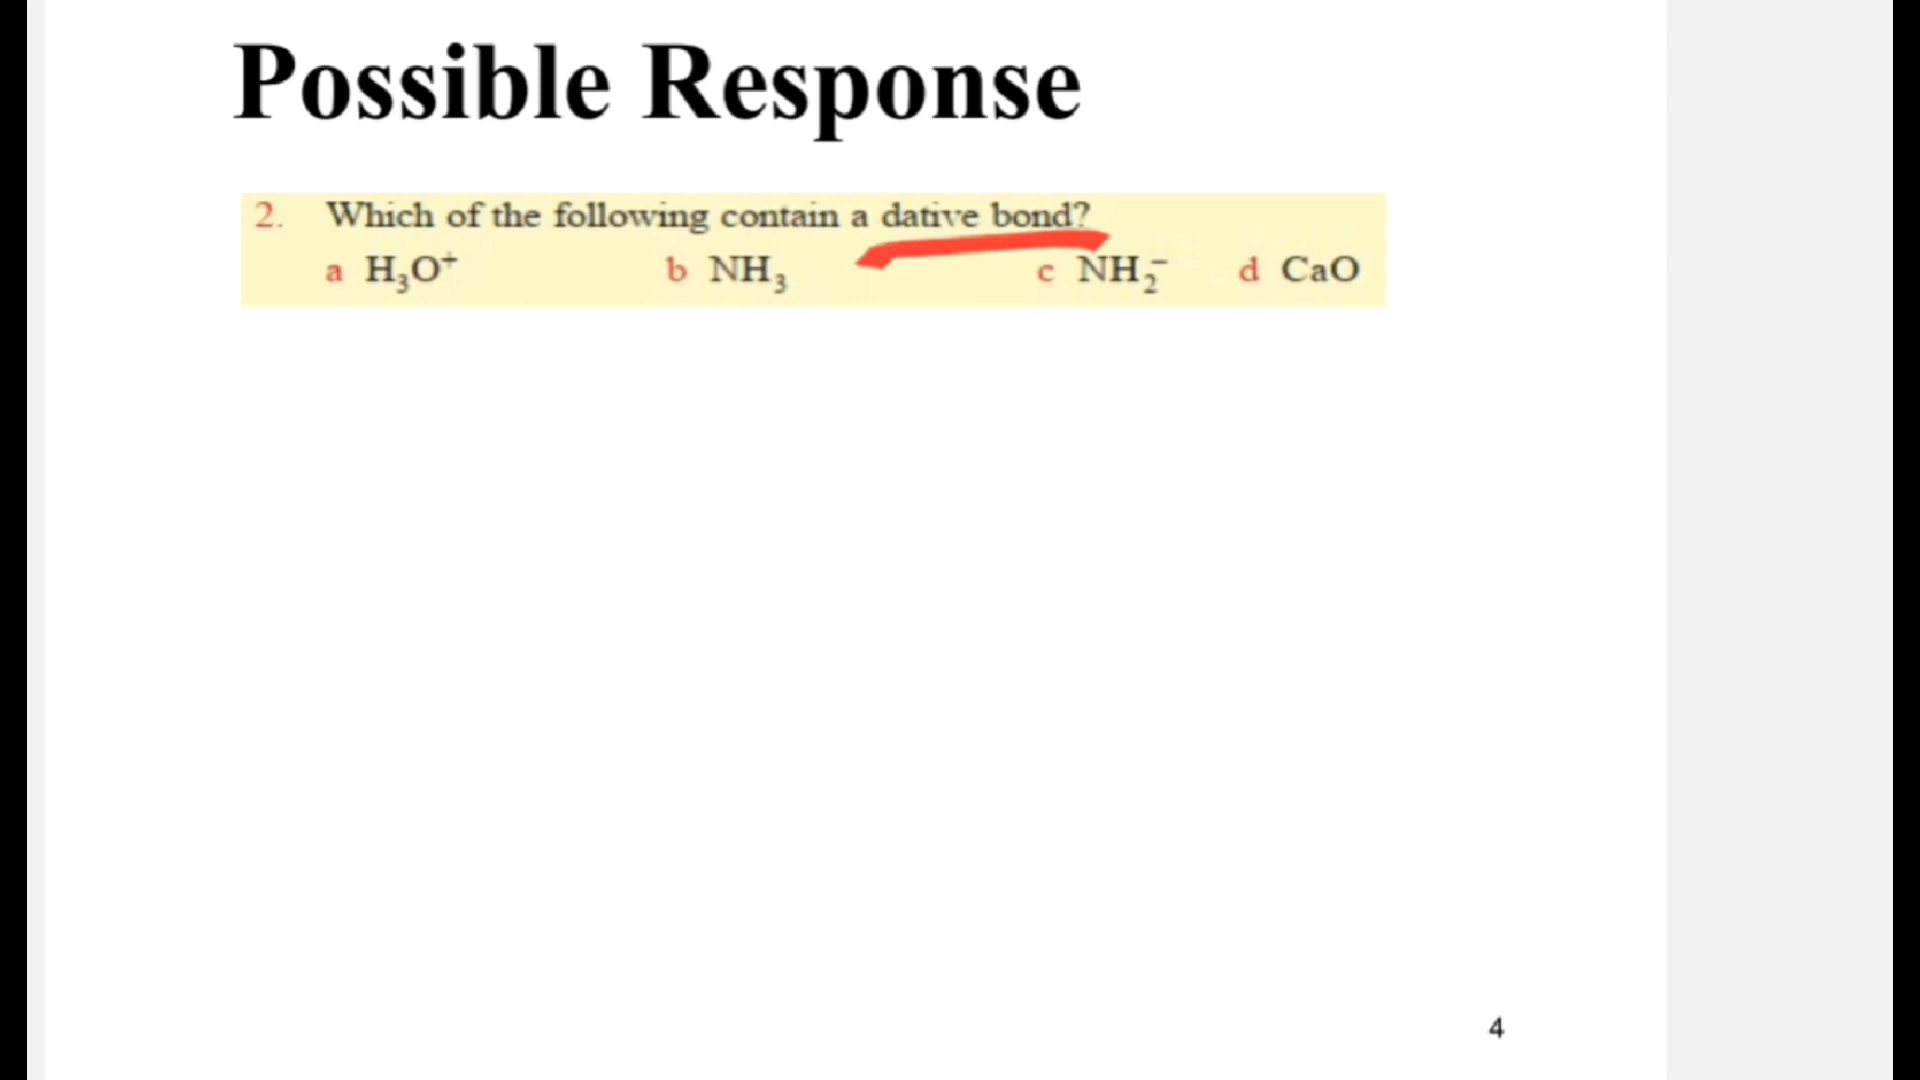 Possible Response
2. Which of the following contain a dative bond?
a H₃O⁺ b NH₃ c NH₂⁻ d CaO
4